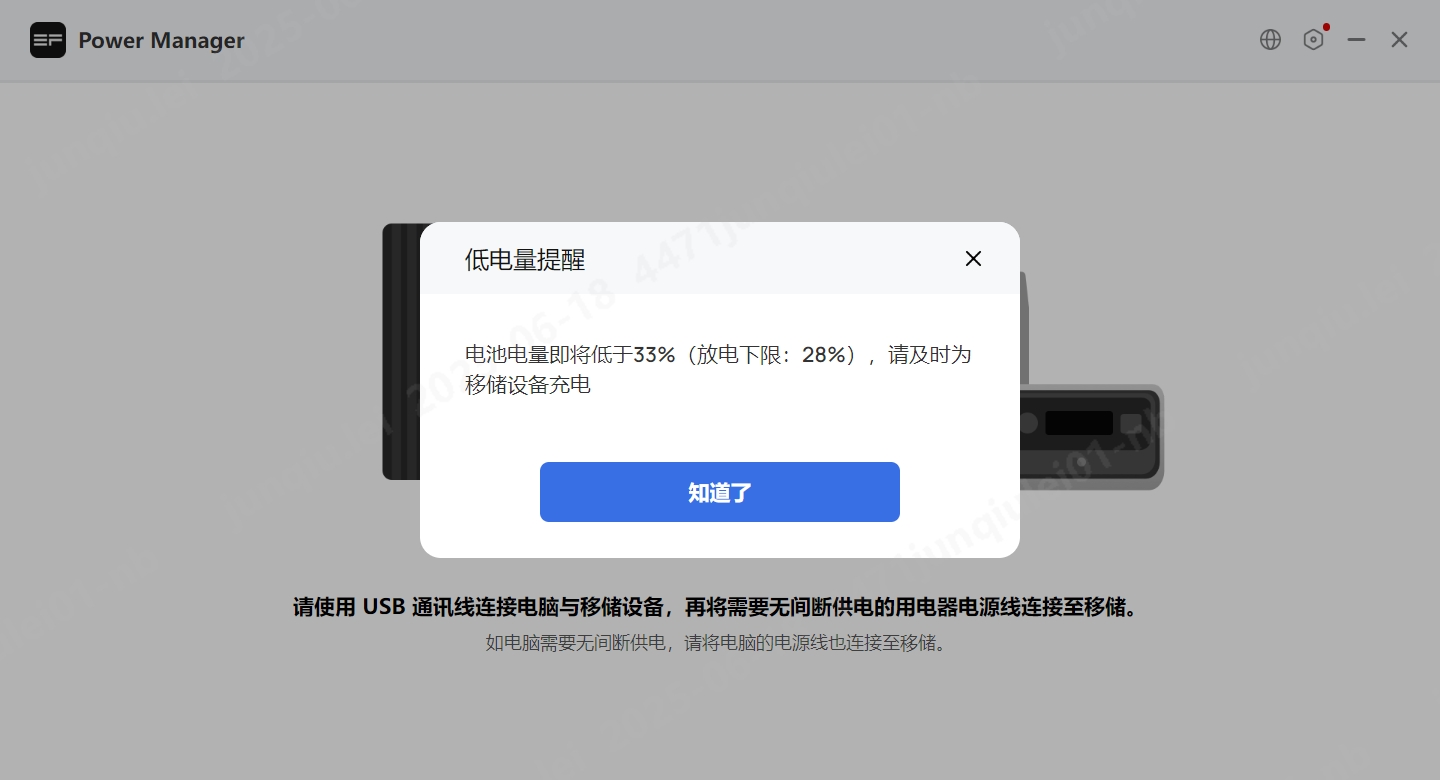 Power Manager
低电量提醒
电池电量即将低于33%（放电下限：28%），请及时为
移储设备充电
知道了
请使用 USB 通讯线连接电脑与移储设备，再将需要无间断供电的用电器电源线连接至移储。
如电脑需要无间断供电，请将电脑的电源线也连接至移储。